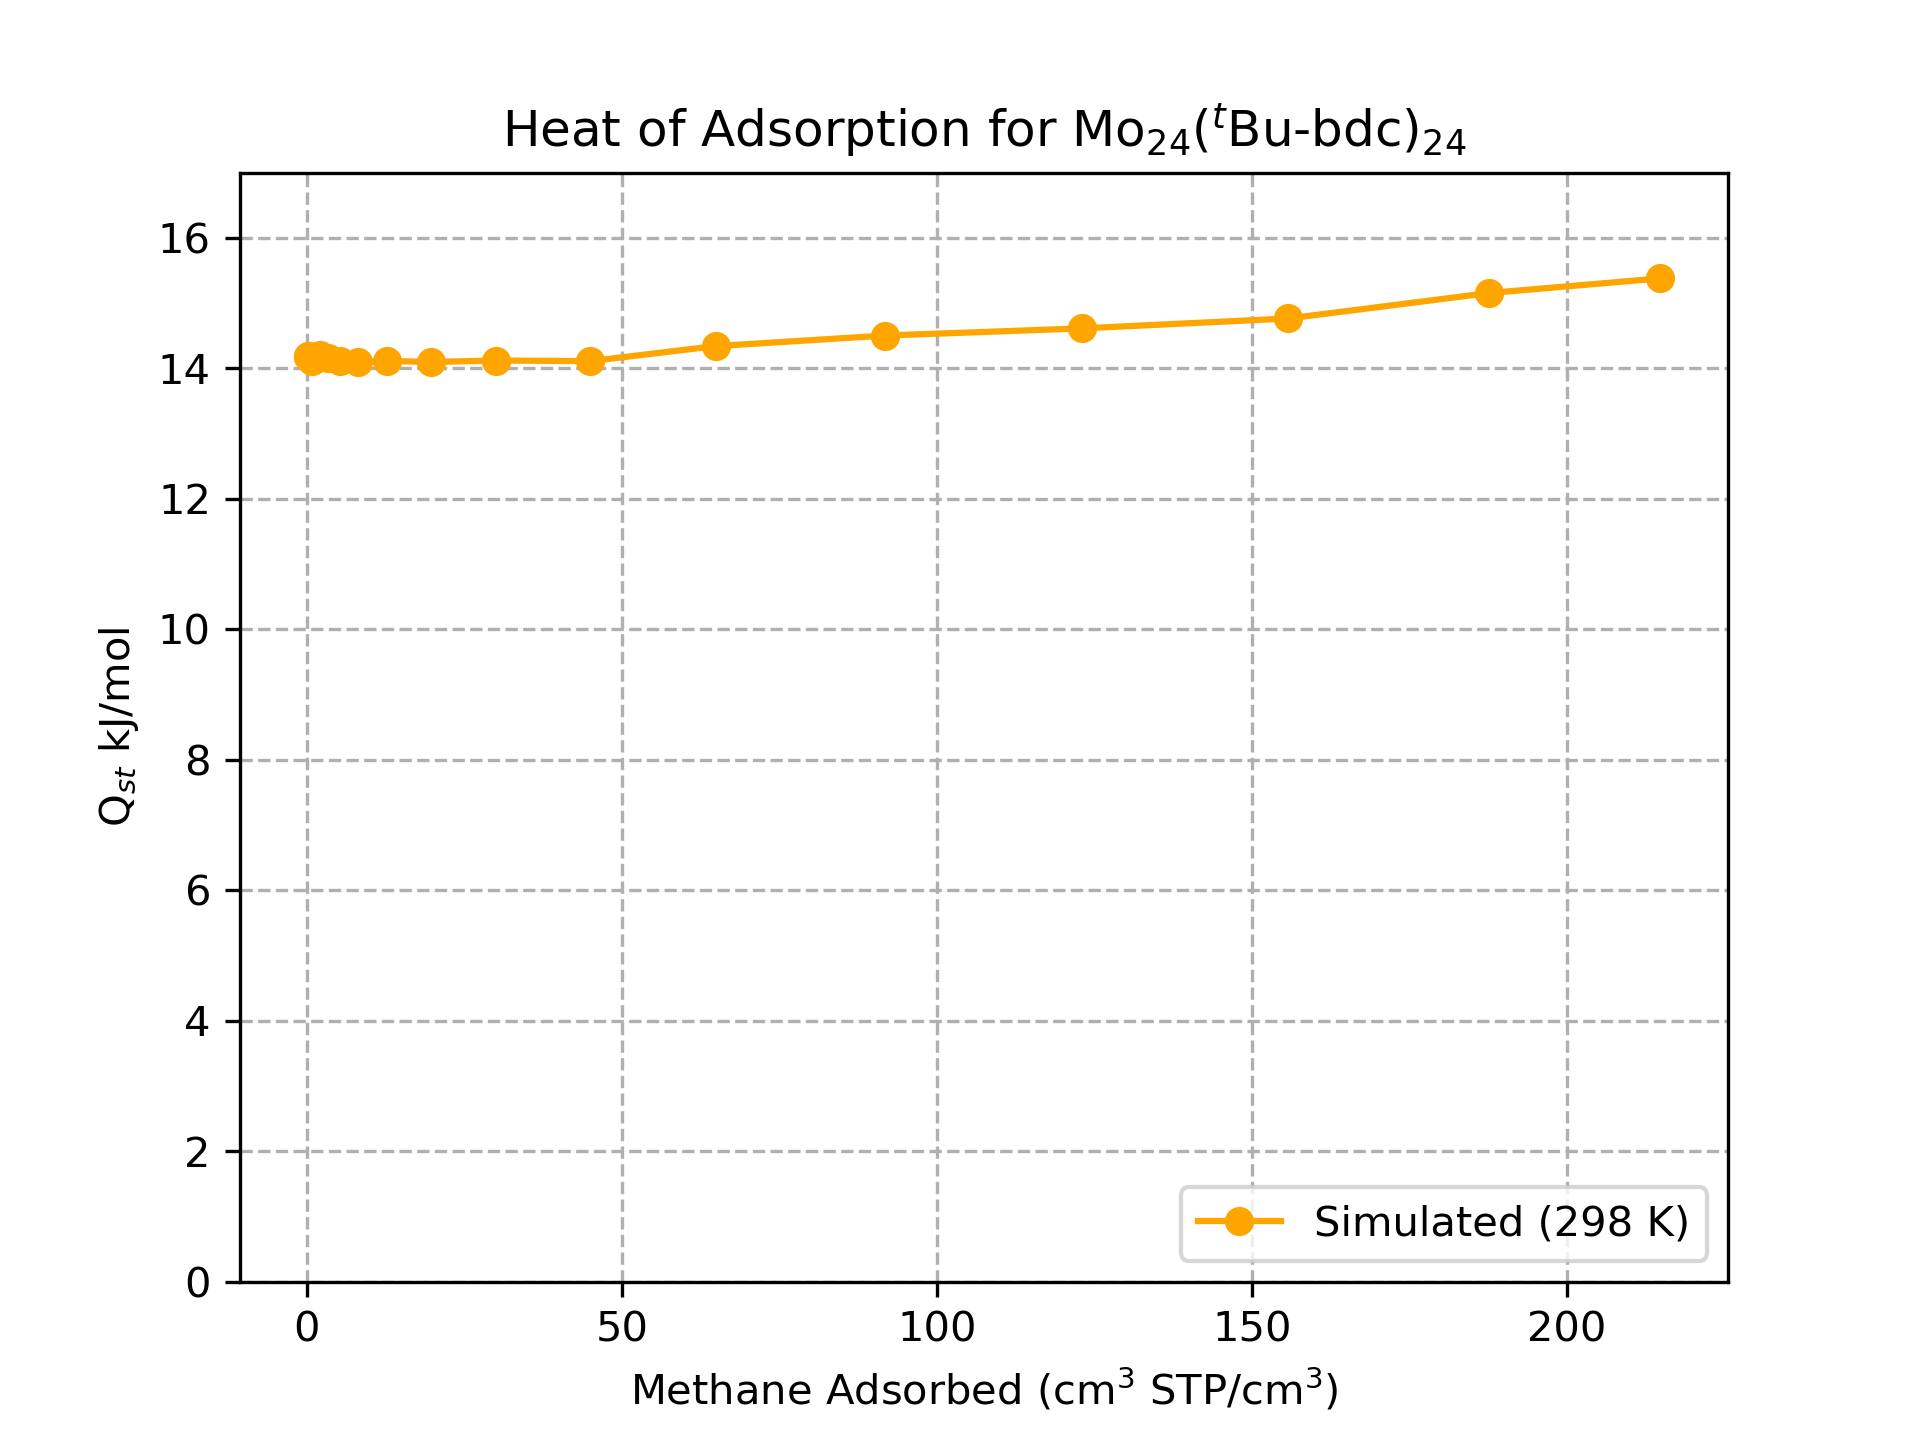 Heat of Adsorption for Mo₂₄(ᵗBu-bdc)₂₄
16
14
12
10
8
6
4
2
0
Qₛₜ kJ/mol
Simulated (298 K)
0 50 100 150 200
Methane Adsorbed (cm³ STP/cm³)